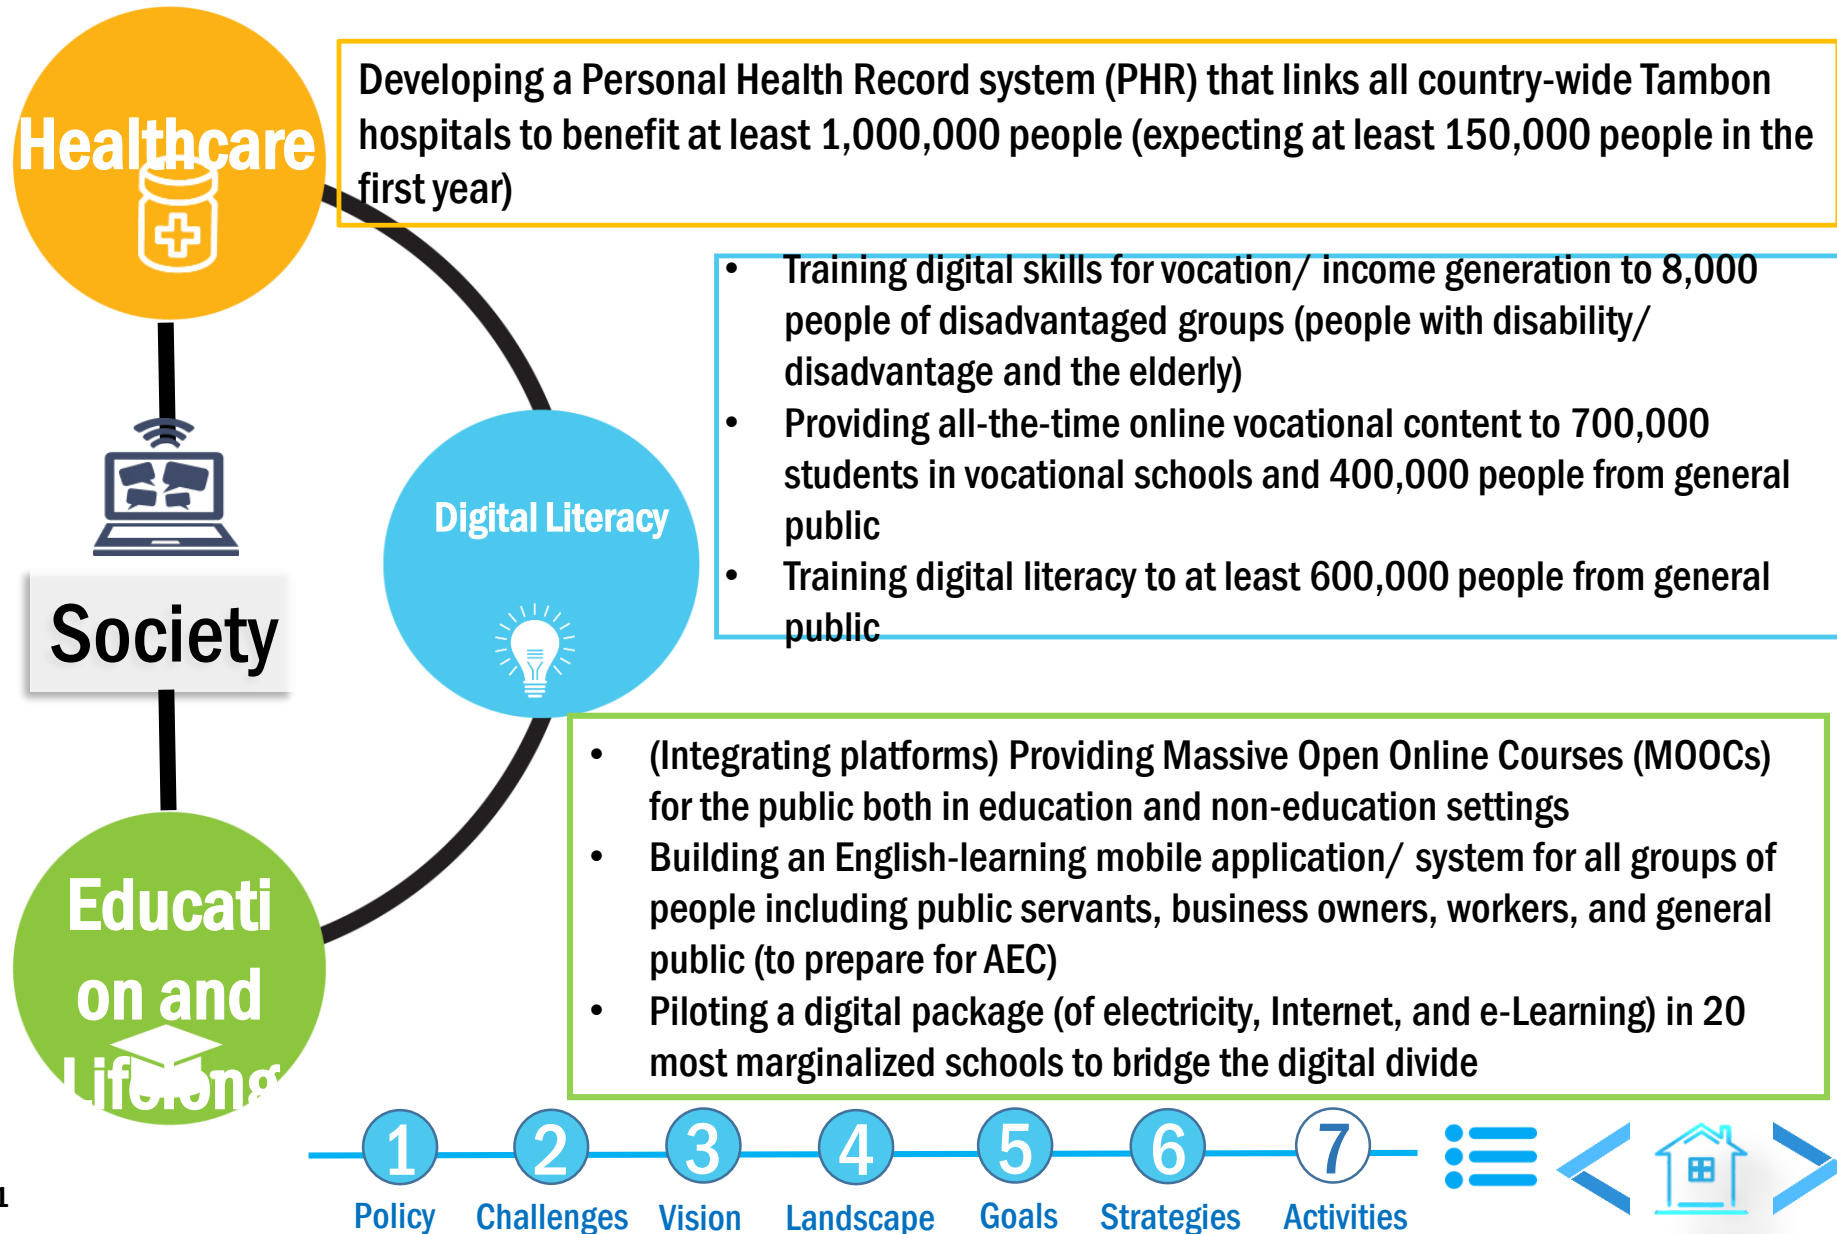 Healthcare
Developing a Personal Health Record system (PHR) that links all country-wide Tambon
hospitals to benefit at least 1,000,000 people (expecting at least 150,000 people in the
first year)
Society
Digital Literacy
• Training digital skills for vocation/ income generation to 8,000
people of disadvantaged groups (people with disability/
disadvantage and the elderly)
• Providing all-the-time online vocational content to 700,000
students in vocational schools and 400,000 people from general
public
• Training digital literacy to at least 600,000 people from general
public
Educati
on and
Lifelong
• (Integrating platforms) Providing Massive Open Online Courses (MOOCs)
for the public both in education and non-education settings
• Building an English-learning mobile application/ system for all groups of
people including public servants, business owners, workers, and general
public (to prepare for AEC)
• Piloting a digital package (of electricity, Internet, and e-Learning) in 20
most marginalized schools to bridge the digital divide
1 2 3 4 5 6 7
Policy Challenges Vision Landscape Goals Strategies Activities